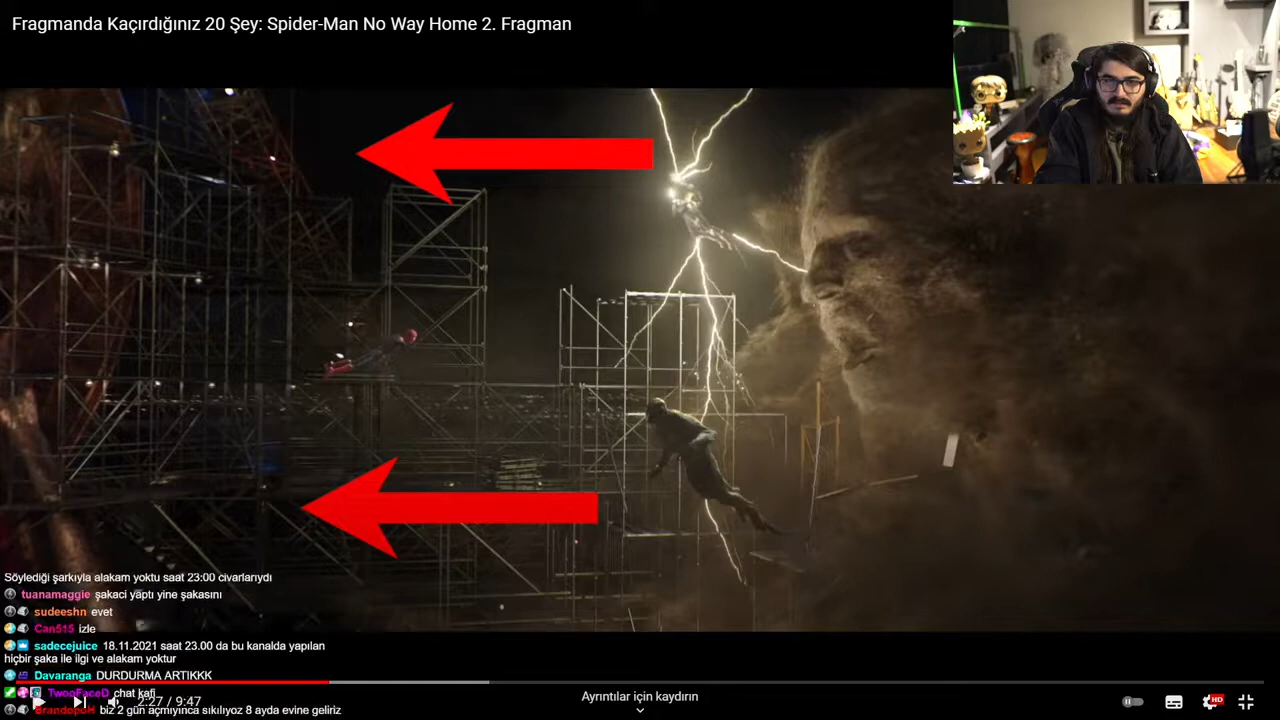 Fragmanda Kaçırdığınız 20 Şey: Spider-Man No Way Home 2. Fragman
Söylediği şarkıyla alakam yoktu saat 23:00 civarlarıydı
tuanamaggie şakaci yaptı yine şakasını
sudeeshn evet
Can515 izle
sadecejuice 18.11.2021 saat 23.00 da bu kanalda yapılan
hiçbir şaka ile ilgi ve alakam yoktur
Davaranga DURDURMA ARTIKKK
TwooFaceD chat kafi
2:27 / 9:47
Ayrıntılar için kaydırın
HD
BrandopoH biz 2 gün açmıyınca sıkılıyoz 8 ayda evine geliriz